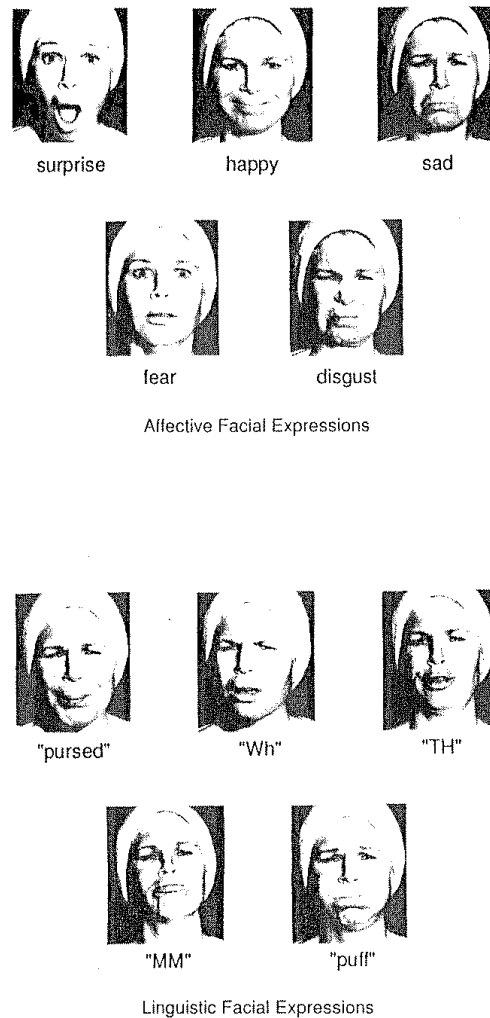 surprise happy sad
fear disgust
Affective Facial Expressions
"pursed" "Wh" "TH"
"MM" "puff"
Linguistic Facial Expressions